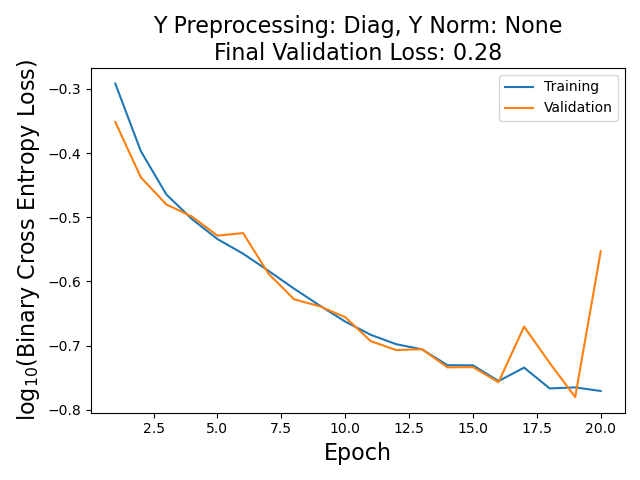 Y Preprocessing: Diag, Y Norm: None
Final Validation Loss: 0.28
Training
Validation
log₁₀(Binary Cross Entropy Loss)
−0.3
−0.4
−0.5
−0.6
−0.7
−0.8
2.5 5.0 7.5 10.0 12.5 15.0 17.5 20.0
Epoch